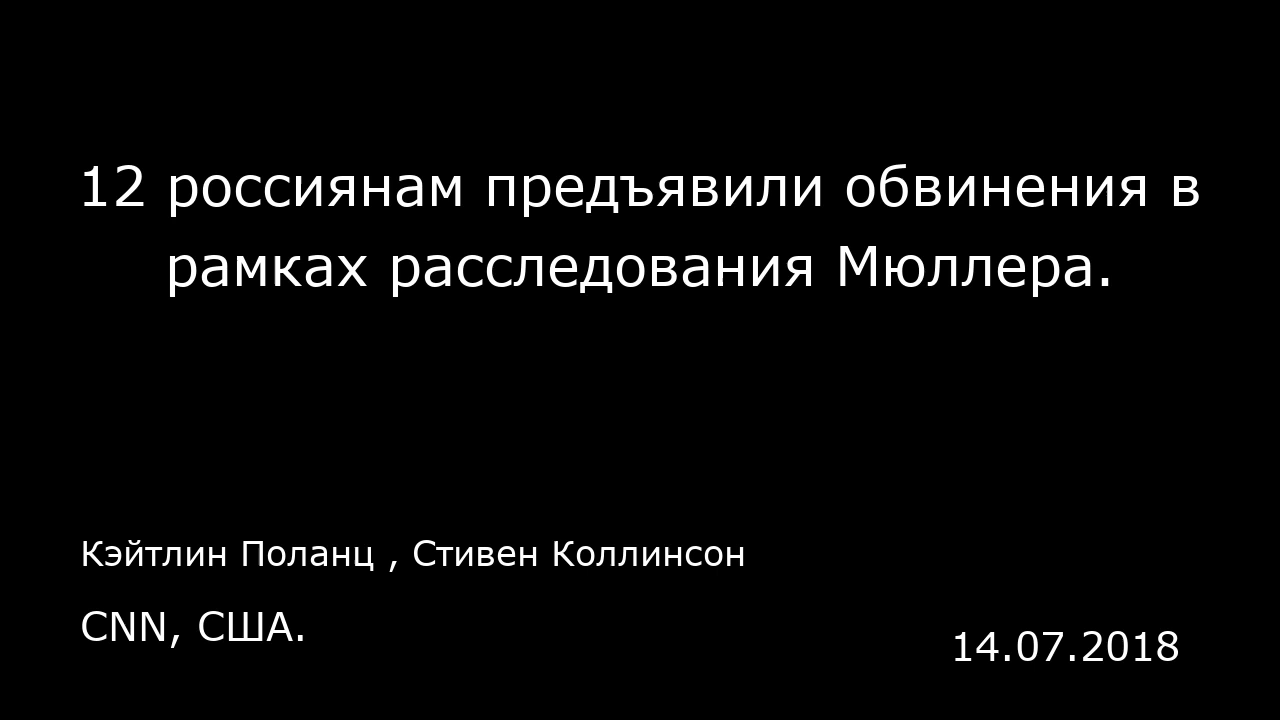 12 россиянам предъявили обвинения в
рамках расследования Мюллера.
Кэйтлин Поланц , Стивен Коллинсон
CNN, США.
14.07.2018